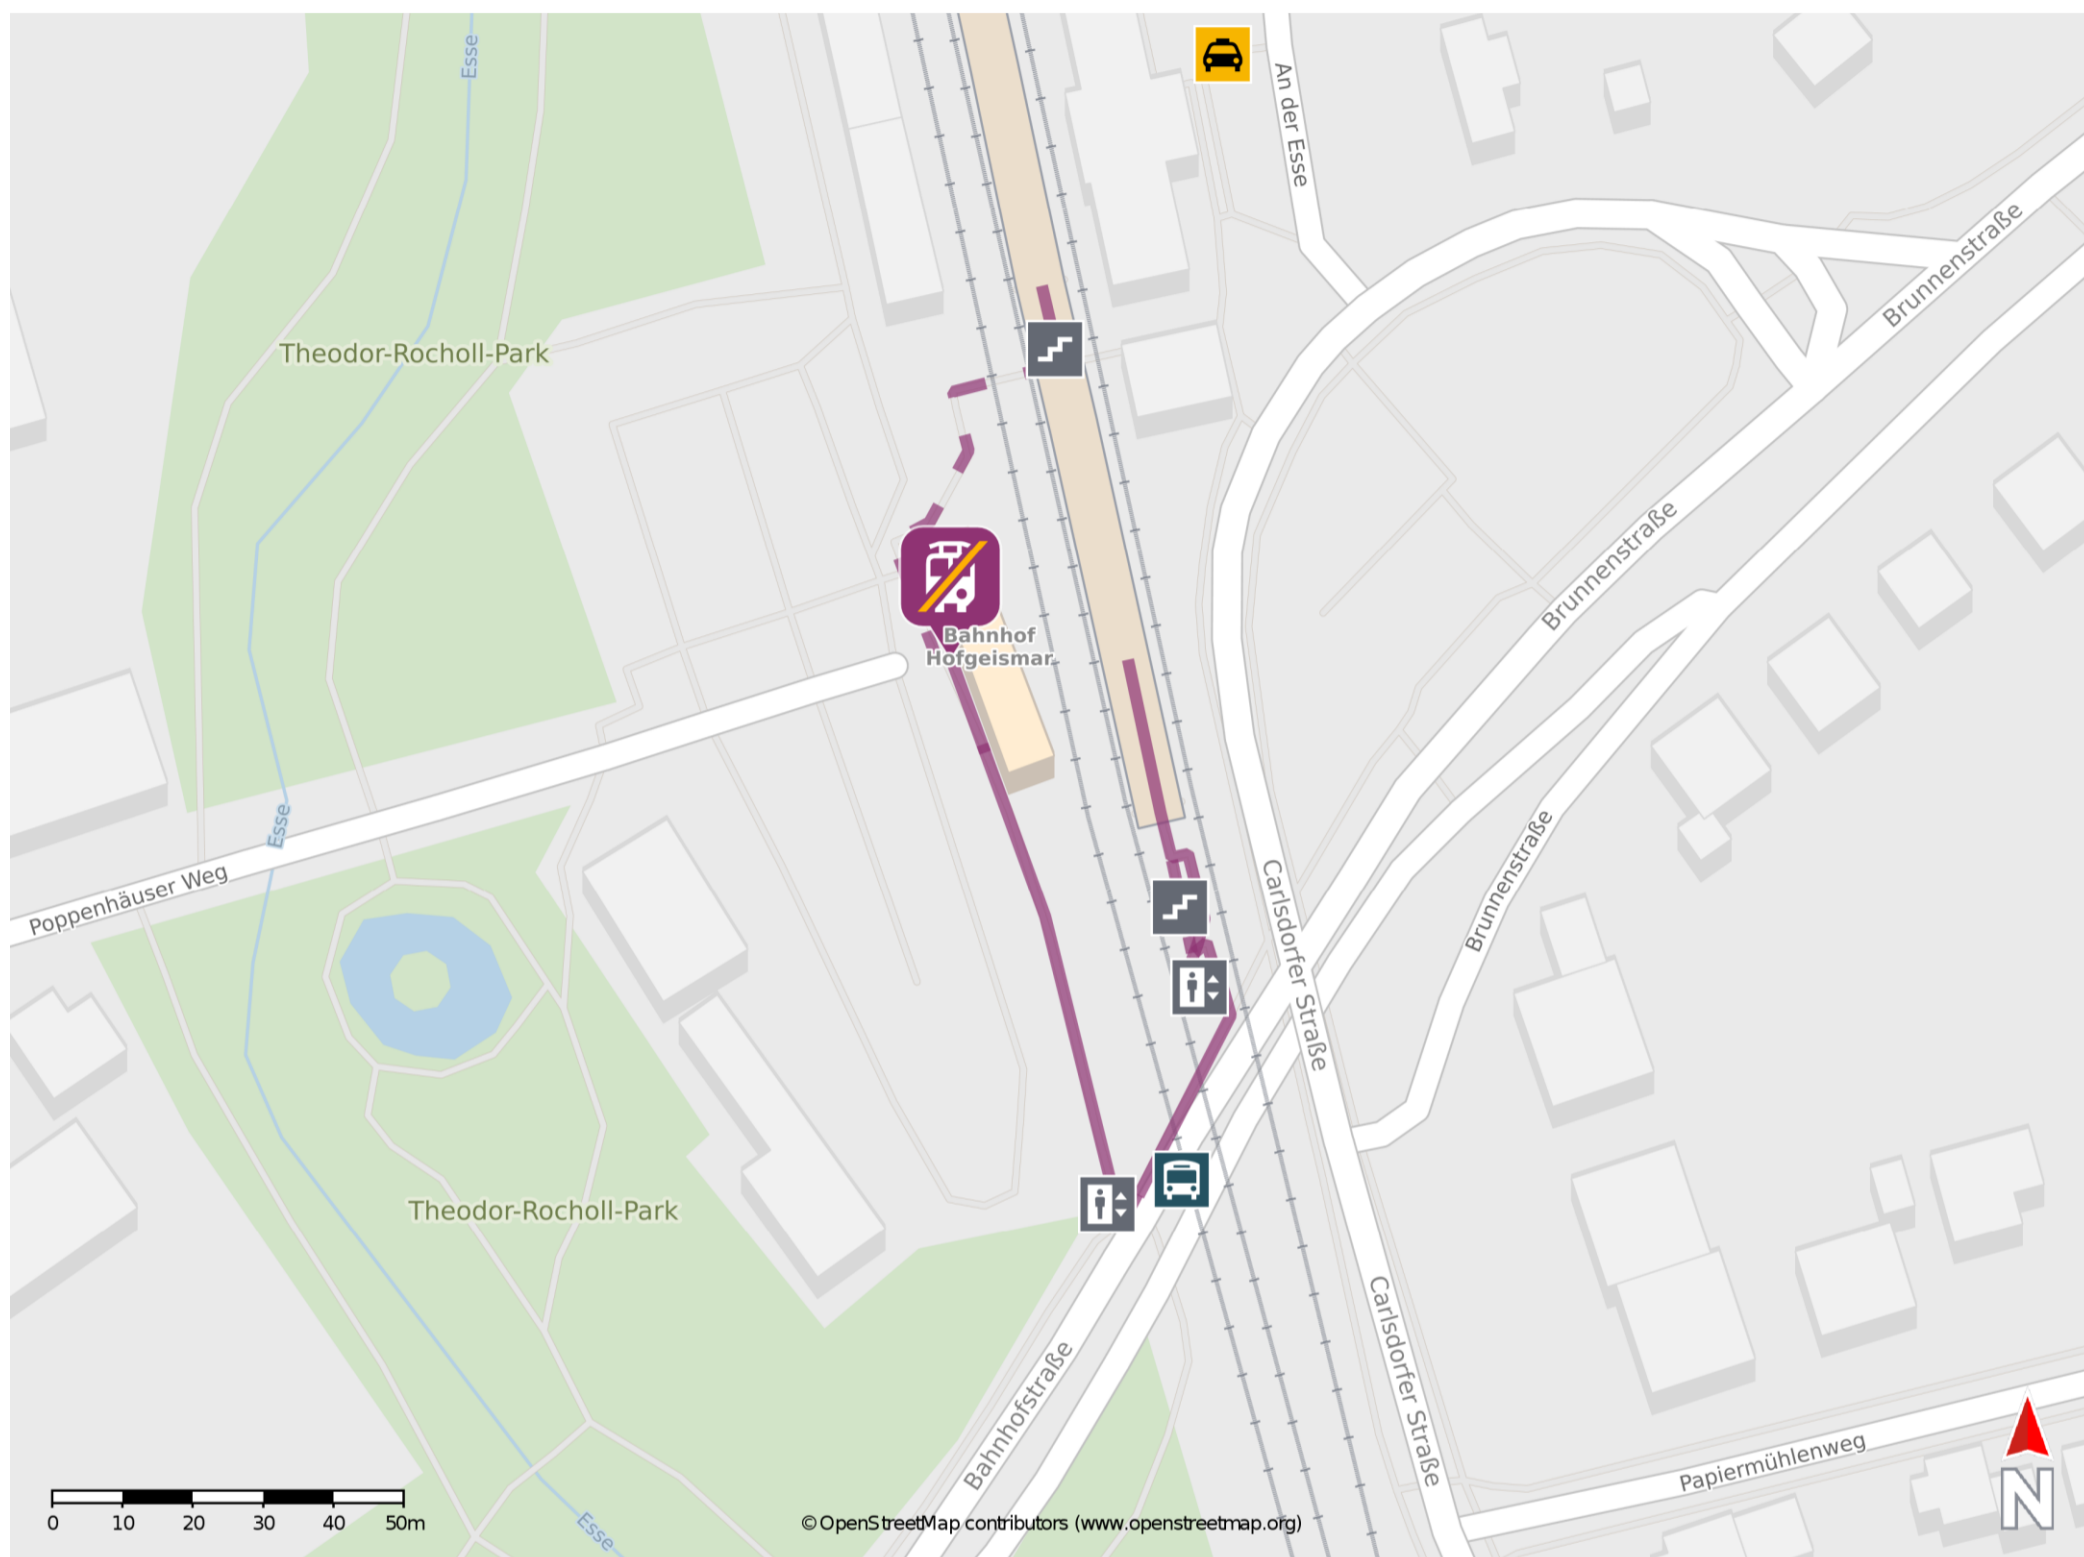 Esse
An der Esse
Brunnenstraße
Theodor-Rocholl-Park
Brunnenstraße
Bahnhof
Hofgeismar
Esse
Brunnenstraße
Poppenhäuser Weg
Carlsdorfer Straße
Theodor-Rocholl-Park
Bahnhofstraße
Carlsdorfer Straße
Papiermühlenweg
N
0 10 20 30 40 50m
Esse
© OpenStreetMap contributors (www.openstreetmap.org)